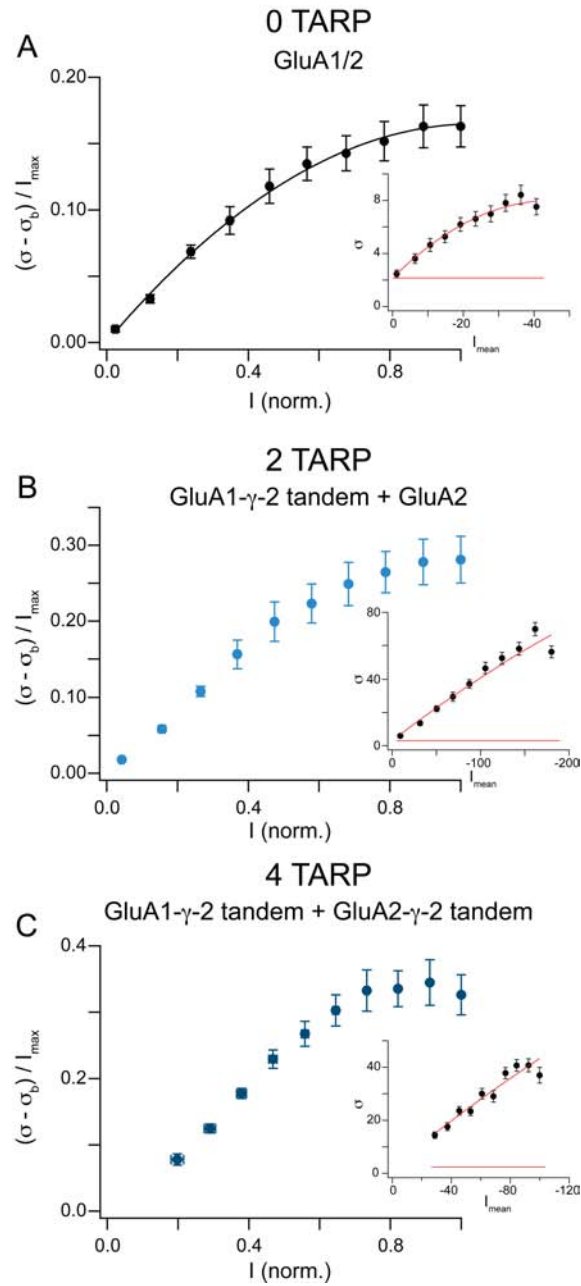 0 TARP
A
GluA1/2
0.20
0.10
0.00
(σ - σb) / Imax
0.0
0.4
0.8
I (norm.)
8
4
0
σ
-0
-20
-40
Imean
2 TARP
B
GluA1-γ-2 tandem + GluA2
0.30
0.20
0.10
0.00
(σ - σb) / Imax
0.0
0.4
0.8
I (norm.)
80
40
0
σ
0
-100
-200
Imean
4 TARP
C
GluA1-γ-2 tandem + GluA2-γ-2 tandem
0.4
0.2
0.0
(σ - σb) / Imax
0.0
0.4
0.8
I (norm.)
40
20
0
σ
0
-40
-80
-120
Imean